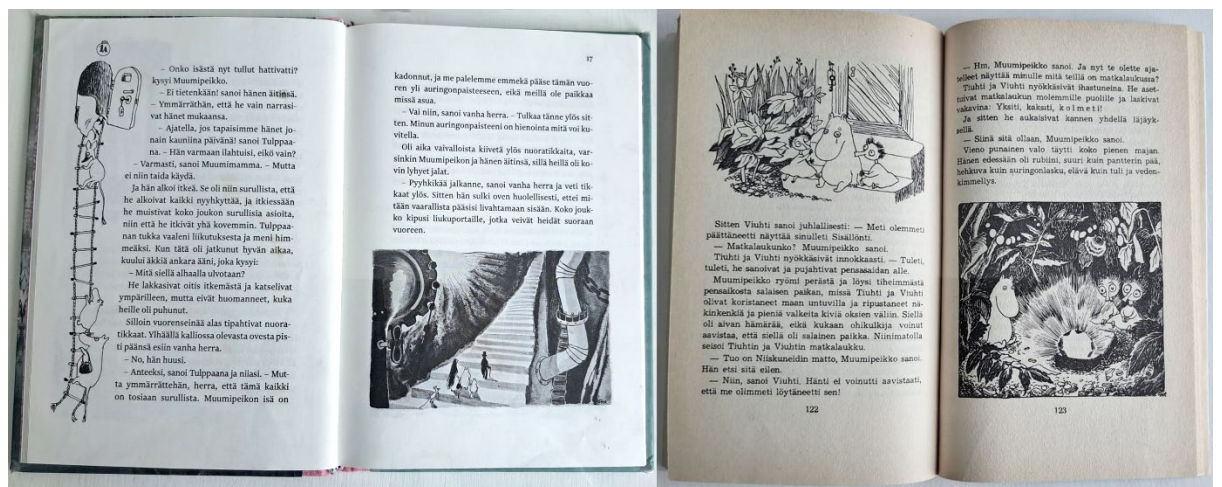 14
– Onko isästä nyt tullut hattivatti?
kysyi Muumipeikko.
– Ei tietenkään! sanoi hänen äitinsä.
– Ymmärräthän, että he vain narrasi-
vat hänet mukaansa.
– Ajatella, jos tapaisimme hänet jo-
nain kauniina päivänä! sanoi Tulppaa-
na. – Hän varmaan ilahtuisi, eikö vain?
– Varmasti, sanoi Muumimamma. – Mutta
ei niin taida käydä.
Ja hän alkoi itkeä. Se oli niin surullista, että
he alkoivat kaikki nyyhkyttää, ja itkiessään
he muistivat koko joukon surullisia asioita,
niin että he itkivät yhä kovemmin. Tulppaa-
nan tukka vaaleni liikutuksesta ja meni him-
meäksi. Kun tätä oli jatkunut hyvän aikaa,
kuului äkkiä ankara ääni, joka kysyi:
– Mitä siellä alhaalla ulvotaan?
He lakkasivat oitis itkemästä ja katselivat
ympärilleen, mutta eivät huomanneet, kuka
heille oli puhunut.
Silloin vuorenseinää alas tipahtivat nuora-
tikkaat. Ylhäällä kalliossa olevasta ovesta pis-
ti päänsä esiin vanha herra.
– No, hän huusi.
– Anteeksi, sanoi Tulppaana ja niiasi. – Mut-
ta ymmärrättehän, herra, että tämä kaikki
on tosiaan surullista. Muumipeikon isä on
17
kadonnut, ja me palelemme emmekä pääse tämän vuo-
ren yli auringonpaisteeseen, eikä meillä ole paikkaa
missä asua.
– Vai niin, sanoi vanha herra. – Tulkaa tänne sit-
ten. Minun auringonpaisteeni on hienointa mitä voi ku-
vitella.
Oli aika vaivalloista kiivetä ylös nuoratikkaita, var-
sinkin Muumipeikon ja hänen äitinsä, sillä heillä oli ko-
vin lyhyet jalat.
– Pyyhkikää jalkanne, sanoi vanha herra ja veti tik-
kaat ylös. Sitten hän sulki oven huolellisesti, ettei mi-
tään vaarallista pääsisi livahtamaan sisään. Koko jouk-
ko kipusi liukuportaille, jotka veivät heidät suoraan
vuoreen.
Sitten Viuhti sanoi juhlallisesti: — Meti olemmeti
päättäneetti näyttää sinulleti Sisällönti.
— Matkalaukunko? Muumipeikko sanoi.
Tiuhti ja Viuhti nyökkäsivät innokkaasti. — Tuleti,
tuleti, he sanoivat ja pujahtivat pensasaidan alle.
Muumipeikko ryömi perästä ja löysi tiheimmästä
pensaikosta salaisen paikan, missä Tiuhti ja Viuhti
olivat koristaneet maan untuvilla ja ripustaneet nä-
kinkenkiä ja pieniä valkeita kiviä oksien väliin. Siellä
oli aivan hämärää, eikä kukaan ohikulkija voinut
aavistaa, että siellä oli salainen paikka. Niinimatolla
seisoi Tiuhtin ja Viuhtin matkalaukku.
— Tuo on Niiskuneidin matto, Muumipeikko sanoi.
Hän etsi sitä eilen.
— Niin, sanoi Viuhti. Hänti ei voinutti aavistaati,
että me olimmeti löytäneetti sen!
122
— Hm, Muumipeikko sanoi. Ja nyt te olette aja-
telleet näyttää minulle mitä teillä on matkalaukussa?
Tiuhti ja Viuhti nyökkäsivät ihastuneina. He aset-
tuivat matkalaukun molemmille puolille ja laskivat
vakavina: Yksiti, kaksiti, kolmeti!
Ja sitten he aukaisivat kannen yhdellä läjäyk-
sellä.
— Siinä sitä ollaan, Muumipeikko sanoi.
Vieno punainen valo täytti koko pienen majan.
Hänen edessään oli rubiini, suuri kuin pantterin pää,
hehkuva kuin auringonlasku, elävä kuin tuli ja veden-
kimmellys.
123